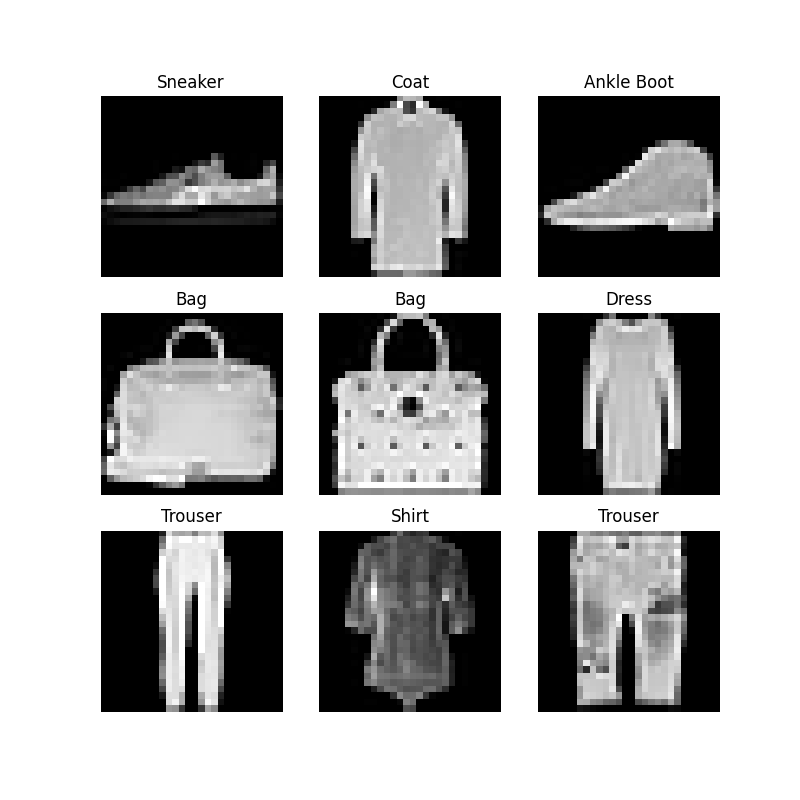 Sneaker
Coat
Ankle Boot
Bag
Bag
Dress
Trouser
Shirt
Trouser